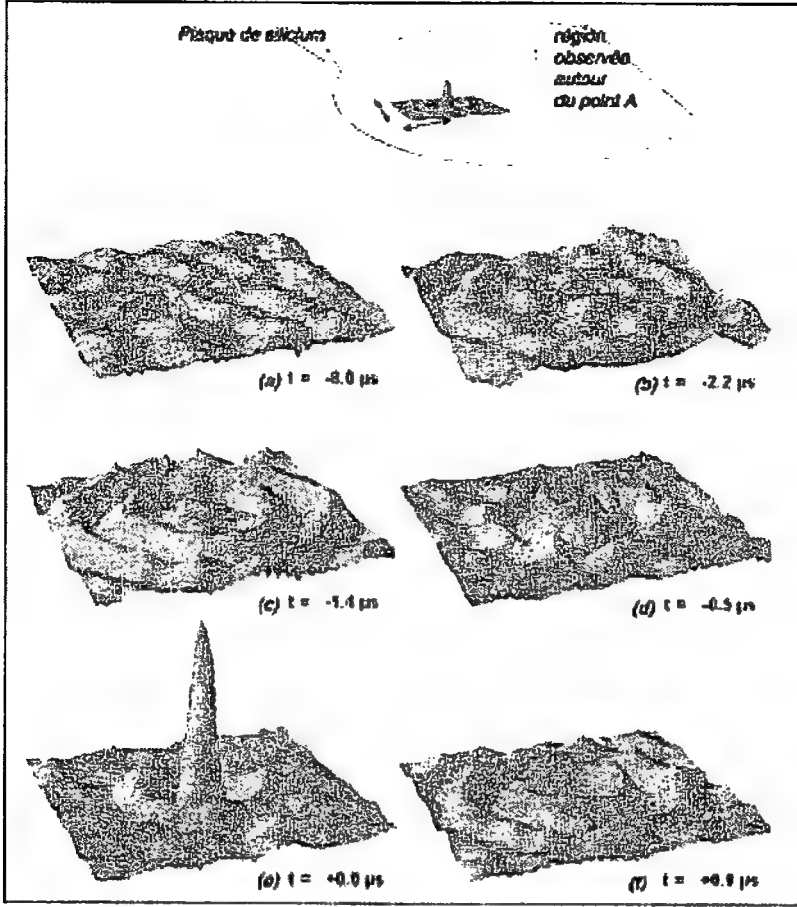 Plaque de silicium
région
observée
autour
du point A
(a) t = -8.0 µs
(b) t = -2.2 µs
(c) t = -1.4 µs
(d) t = -0.5 µs
(e) t = +0.0 µs
(f) t = +0.9 µs